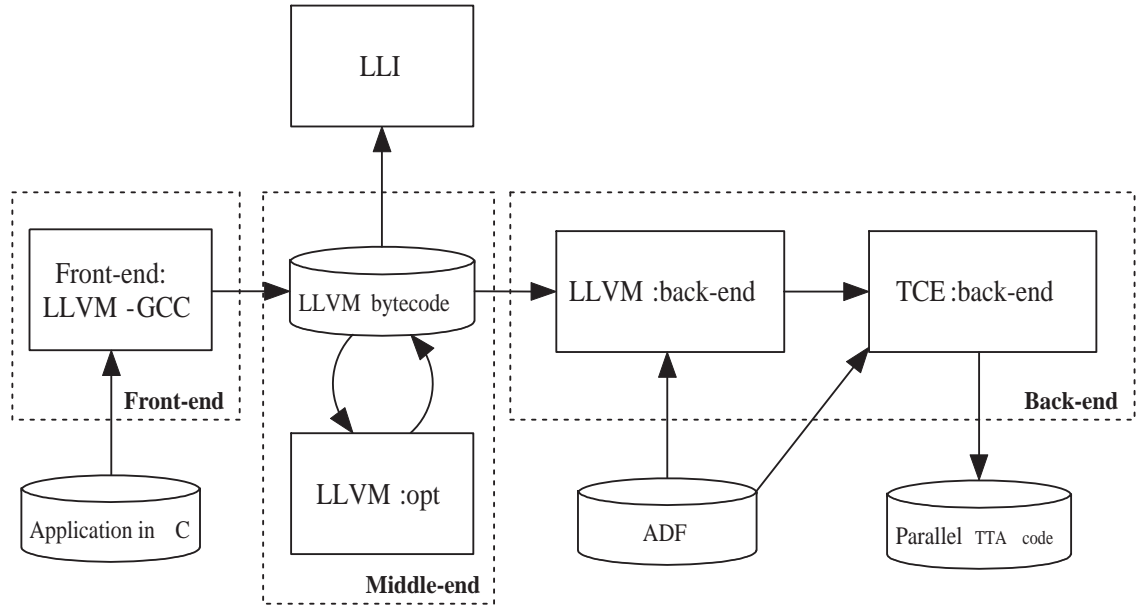 LLI
Front-end:
LLVM -GCC
LLVM bytecode
LLVM :back-end
TCE :back-end
Front-end
Back-end
LLVM :opt
Application in C
ADF
Parallel TTA code
Middle-end